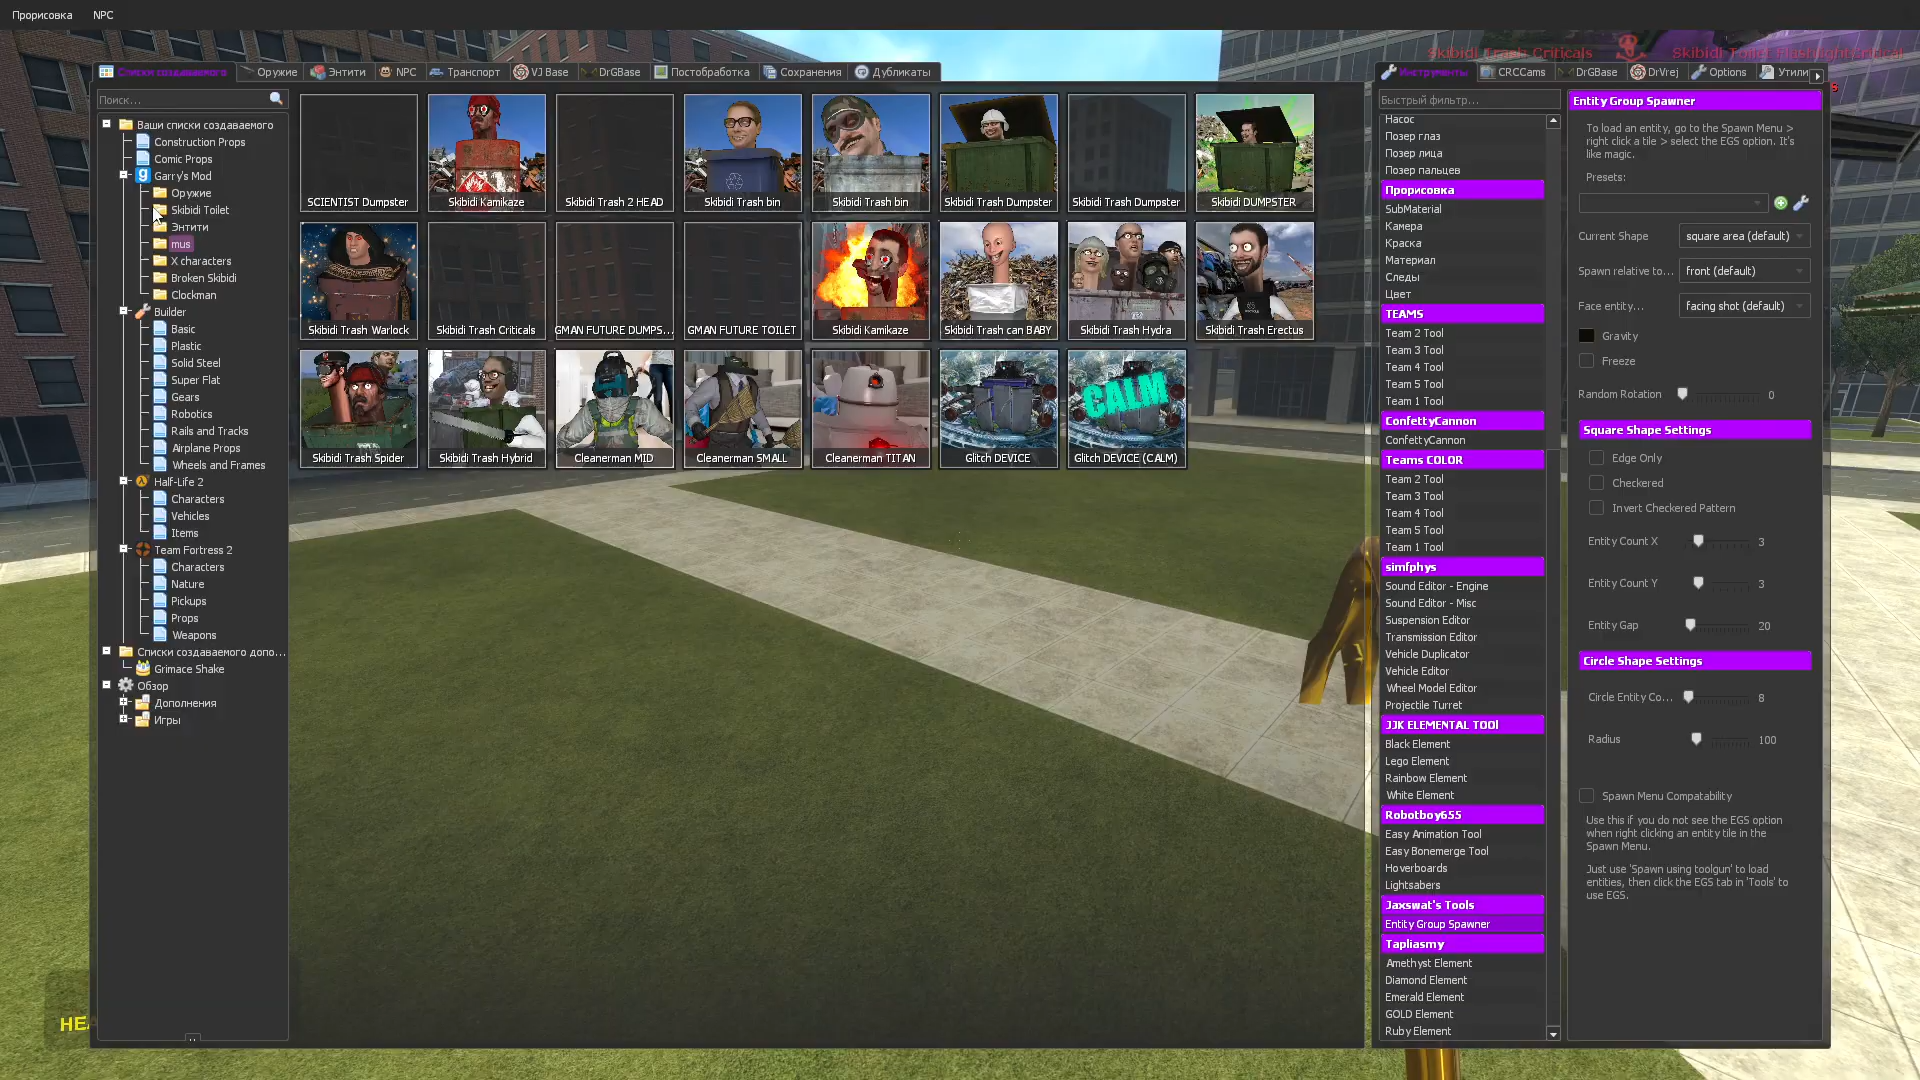 Прорисовка NPC
Skibidi Trash Criticals
Списки создаваемого Оружие Энтити NPC Транспорт VJ Base DrGBase Постобработка Сохранения Дубликаты
Поиск...
Ваши списки создаваемого
Construction Props
Comic Props
Garry's Mod
Оружие
Skibidi Toilet
Энтити
mus
X characters
Broken Skibidi
Clockman
Builder
Basic
Plastic
Solid Steel
Super Flat
Gears
Robotics
Rails and Tracks
Airplane Props
Wheels and Frames
Half-Life 2
Characters
Vehicles
Items
Team Fortress 2
Characters
Nature
Pickups
Props
Weapons
Списки создаваемого допо...
Grimace Shake
Обзор
Дополнения
Игры
SCIENTIST Dumpster
Skibidi Kamikaze
Skibidi Trash 2 HEAD
Skibidi Trash bin
Skibidi Trash bin
Skibidi Trash Dumpster
Skibidi Trash Dumpster
Skibidi DUMPSTER
Skibidi Trash Warlock
Skibidi Trash Criticals
GMAN FUTURE DUMPS...
GMAN FUTURE TOILET
Skibidi Kamikaze
Skibidi Trash can BABY
Skibidi Trash Hydra
Skibidi Trash Erectus
Skibidi Trash Spider
Skibidi Trash Hybrid
Cleanerman MID
Cleanerman SMALL
Cleanerman TITAN
Glitch DEVICE
CALM
Glitch DEVICE (CALM)
Инструменты CRCCams DrGBase DrVrej Options Утили
Быстрый фильтр...
Насос
Позер глаз
Позер лица
Позер пальцев
Прорисовка
SubMaterial
Камера
Краска
Материал
Следы
Цвет
TEAMS
Team 2 Tool
Team 3 Tool
Team 4 Tool
Team 5 Tool
Team 1 Tool
ConfettyCannon
ConfettyCannon
Teams COLOR
Team 2 Tool
Team 3 Tool
Team 4 Tool
Team 5 Tool
Team 1 Tool
simfphys
Sound Editor - Engine
Sound Editor - Misc
Suspension Editor
Transmission Editor
Vehicle Duplicator
Vehicle Editor
Wheel Model Editor
Projectile Turret
JJK ELEMENTAL TOOl
Black Element
Lego Element
Rainbow Element
White Element
Robotboy655
Easy Animation Tool
Easy Bonemerge Tool
Hoverboards
Lightsabers
Jaxswat's Tools
Entity Group Spawner
Tapliasmy
Amethyst Element
Diamond Element
Emerald Element
GOLD Element
Ruby Element
Entity Group Spawner
To load an entity, go to the Spawn Menu >
right click a tile > select the EGS option. It's
like magic.
Presets:
Current Shape square area (default)
Spawn relative to... front (default)
Face entity... facing shot (default)
Gravity
Freeze
Random Rotation 0
Square Shape Settings
Edge Only
Checkered
Invert Checkered Pattern
Entity Count X 3
Entity Count Y 3
Entity Gap 20
Circle Shape Settings
Circle Entity Co... 8
Radius 100
Spawn Menu Compatability
Use this if you do not see the EGS option
when right clicking an entity tile in the
Spawn Menu.
Just use 'Spawn using toolgun' to load
entities, then click the EGS tab in 'Tools' to
use EGS.